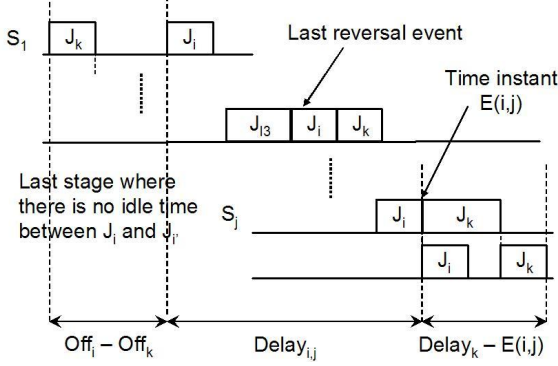 S1 Jk Ji
Last reversal event
Time instant
E(i,j)
Jl3 Ji Jk
Last stage where
there is no idle time
between Ji and Ji'
Sj Ji Jk
Ji Jk
Offi – Offk Delayi,j Delayk – E(i,j)